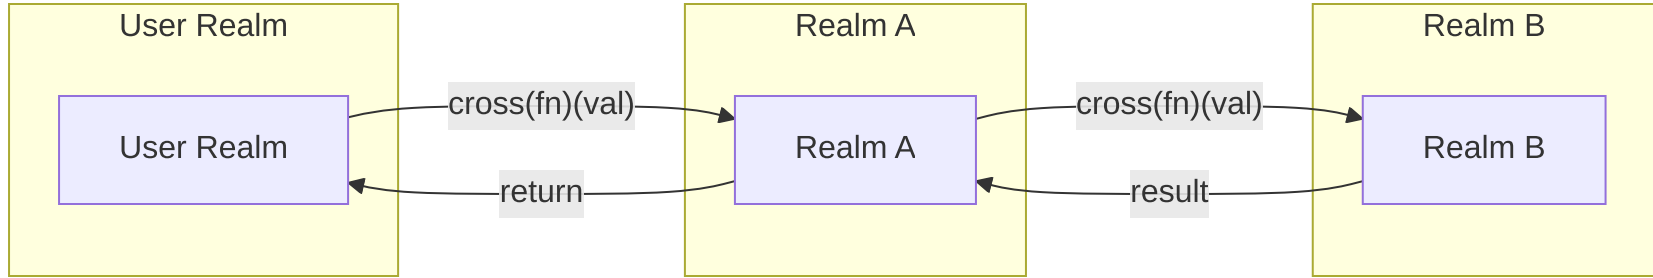 User Realm
Realm A
Realm B
cross(fn)(val)
cross(fn)(val)
User Realm
Realm A
Realm B
return
result